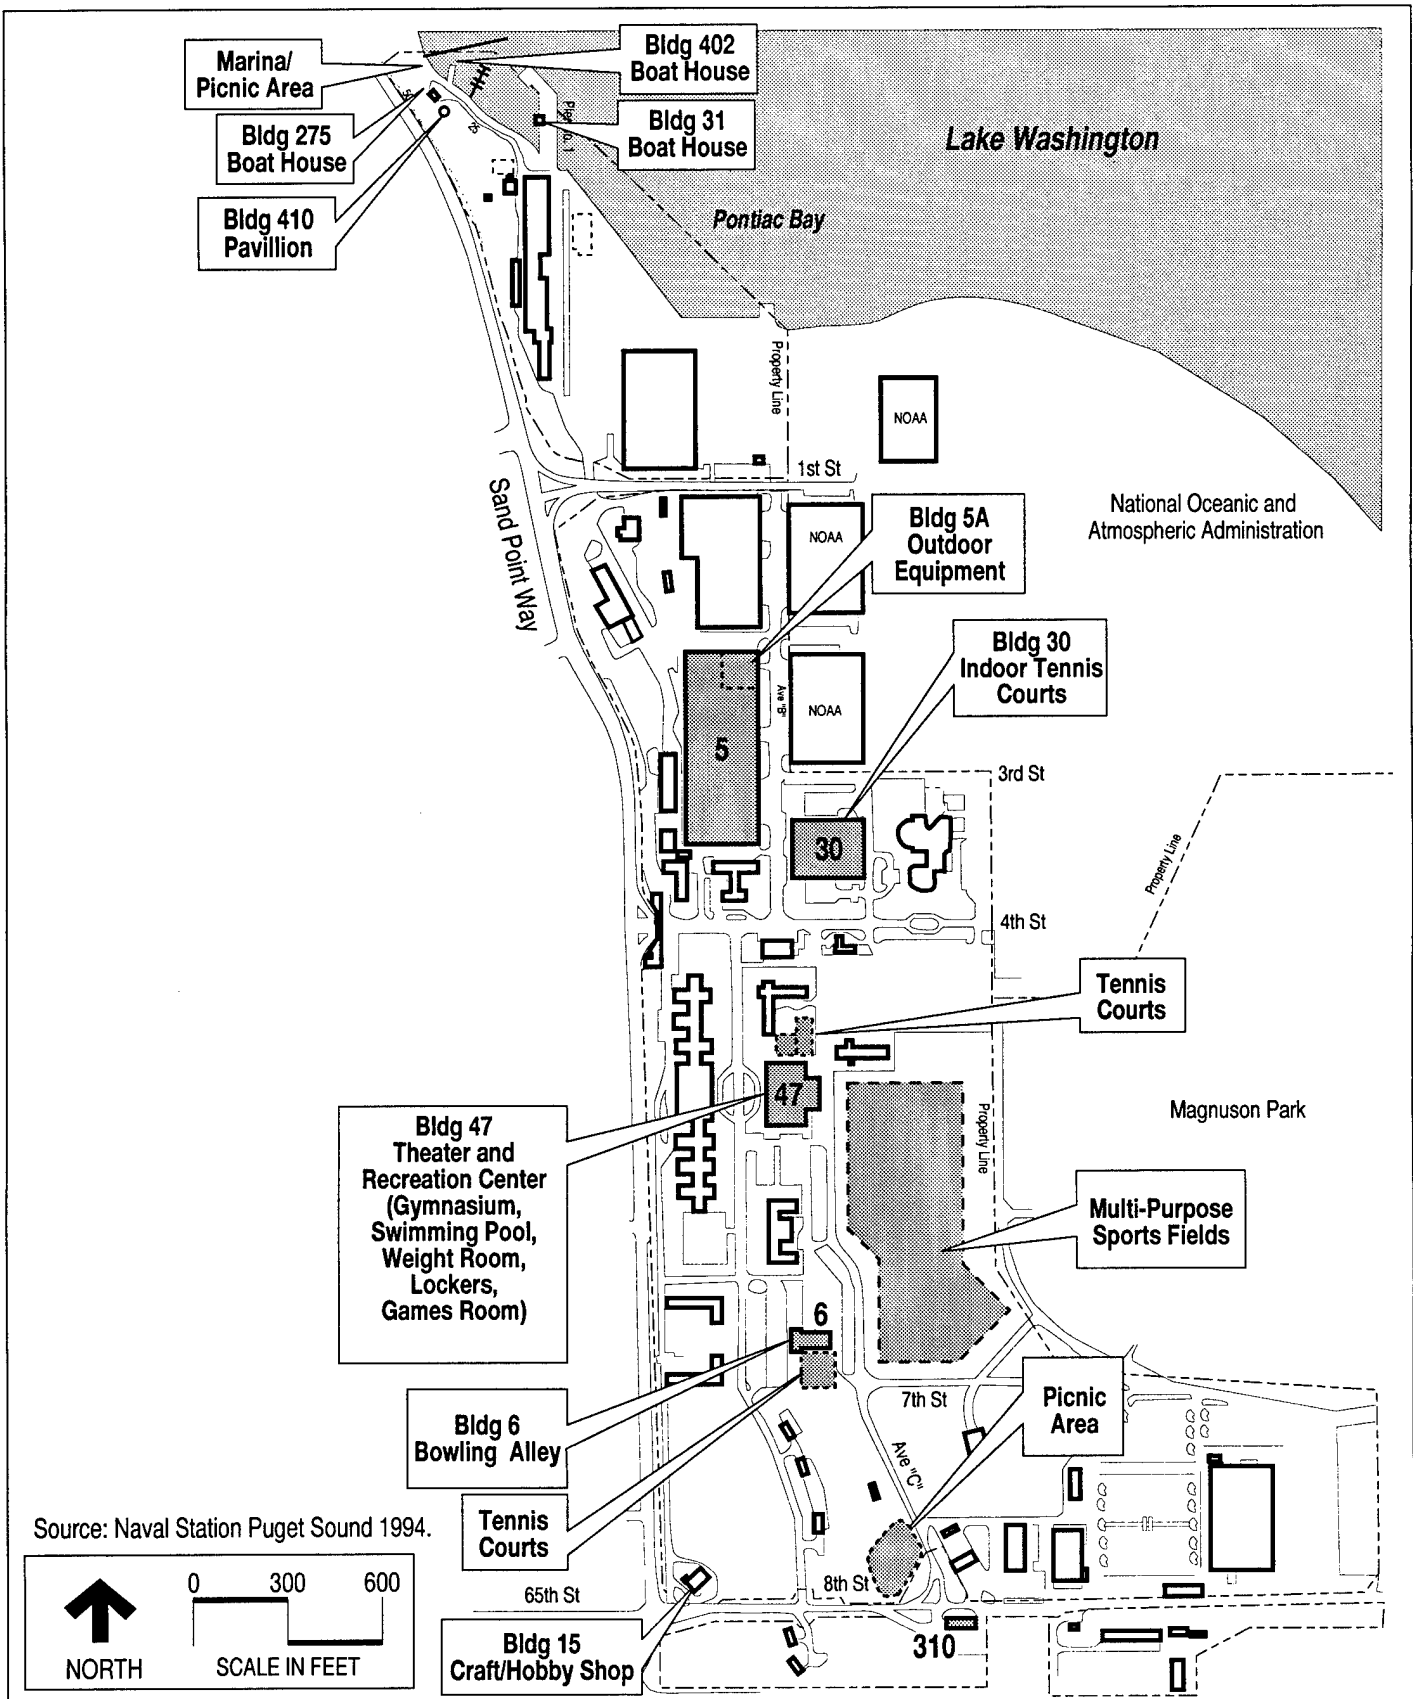 Marina/
Picnic Area
Bldg 402
Boat House
Bldg 275
Boat House
Bldg 31
Boat House
Pier No. 1
Lake Washington
Bldg 410
Pavillion
Pontiac Bay
Property Line
NOAA
1st St
Sand Point Way
National Oceanic and
Atmospheric Administration
NOAA
Bldg 5A
Outdoor
Equipment
Bldg 30
Indoor Tennis
Courts
Ave "B"
NOAA
5
3rd St
30
Property Line
4th St
Tennis
Courts
47
Property Line
Magnuson Park
Bldg 47
Theater and
Recreation Center
(Gymnasium,
Swimming Pool,
Weight Room,
Lockers,
Games Room)
Multi-Purpose
Sports Fields
6
7th St
Picnic
Area
Bldg 6
Bowling Alley
Ave "C"
Tennis
Courts
Source: Naval Station Puget Sound 1994.
0 300 600
NORTH
SCALE IN FEET
65th St
8th St
Bldg 15
Craft/Hobby Shop
310